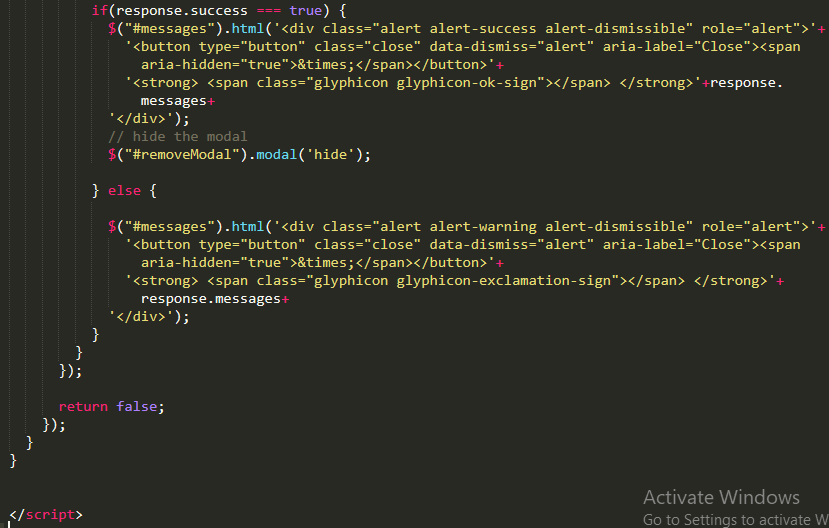 if(response.success === true) {
$("#messages").html('<div class="alert alert-success alert-dismissible" role="alert">'+
'<button type="button" class="close" data-dismiss="alert" aria-label="Close"><span
aria-hidden="true">&times;</span></button>'+
'<strong> <span class="glyphicon glyphicon-ok-sign"></span> </strong>'+response.
messages+
'</div>');
// hide the modal
$("#removeModal").modal('hide');
} else {
$("#messages").html('<div class="alert alert-warning alert-dismissible" role="alert">'+
'<button type="button" class="close" data-dismiss="alert" aria-label="Close"><span
aria-hidden="true">&times;</span></button>'+
'<strong> <span class="glyphicon glyphicon-exclamation-sign"></span> </strong>'+
response.messages+
'</div>');
}
}
});
return false;
});
}
}
Activate Windows
</script>
Go to Settings to activate W